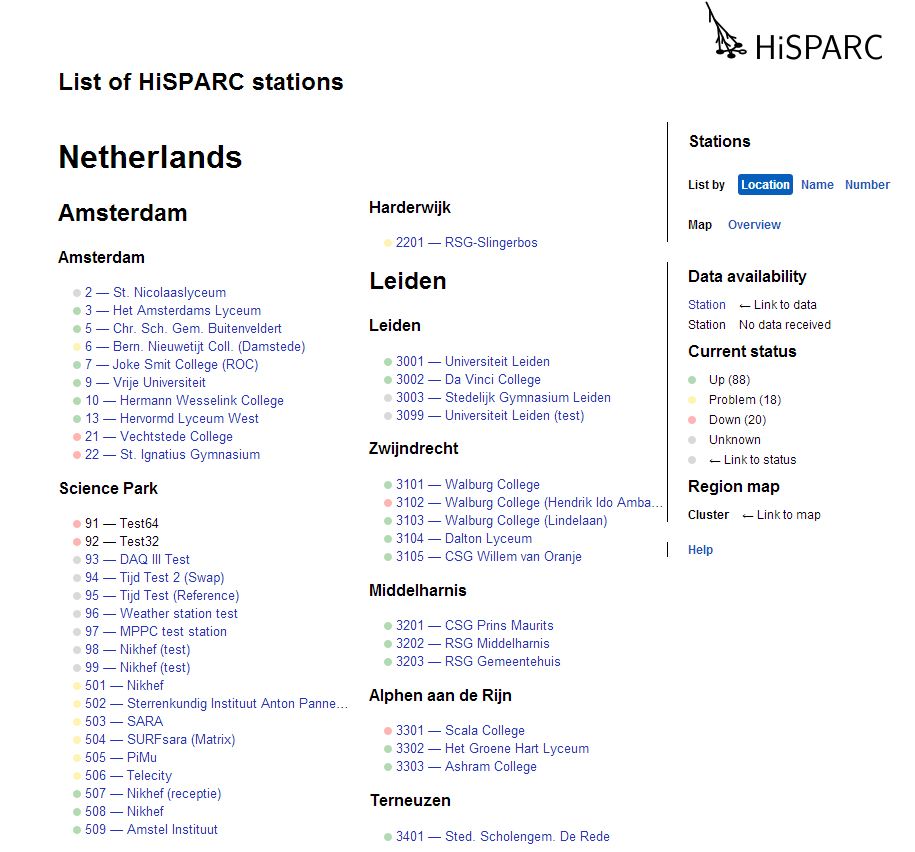 HiSPARC
List of HiSPARC stations
Netherlands
Amsterdam
Amsterdam
2 — St. Nicolaaslyceum
3 — Het Amsterdams Lyceum
5 — Chr. Sch. Gem. Buitenveldert
6 — Bern. Nieuwetijt Coll. (Damstede)
7 — Joke Smit College (ROC)
9 — Vrije Universiteit
10 — Hermann Wesselink College
13 — Hervormd Lyceum West
21 — Vechtstede College
22 — St. Ignatius Gymnasium
Science Park
91 — Test64
92 — Test32
93 — DAQ III Test
94 — Tijd Test 2 (Swap)
95 — Tijd Test (Reference)
96 — Weather station test
97 — MPPC test station
98 — Nikhef (test)
99 — Nikhef (test)
501 — Nikhef
502 — Sterrenkundig Instituut Anton Panne…
503 — SARA
504 — SURFsara (Matrix)
505 — PiMu
506 — Telecity
507 — Nikhef (receptie)
508 — Nikhef
509 — Amstel Instituut
Harderwijk
2201 — RSG-Slingerbos
Leiden
Leiden
3001 — Universiteit Leiden
3002 — Da Vinci College
3003 — Stedelijk Gymnasium Leiden
3099 — Universiteit Leiden (test)
Zwijndrecht
3101 — Walburg College
3102 — Walburg College (Hendrik Ido Amba…
3103 — Walburg College (Lindelaan)
3104 — Dalton Lyceum
3105 — CSG Willem van Oranje
Middelharnis
3201 — CSG Prins Maurits
3202 — RSG Middelharnis
3203 — RSG Gemeentehuis
Alphen aan de Rijn
3301 — Scala College
3302 — Het Groene Hart Lyceum
3303 — Ashram College
Terneuzen
3401 — Sted. Scholengem. De Rede
Stations
List by Location Name Number
Map Overview
Data availability
Station ← Link to data
Station No data received
Current status
Up (88)
Problem (18)
Down (20)
Unknown
← Link to status
Region map
Cluster ← Link to map
Help